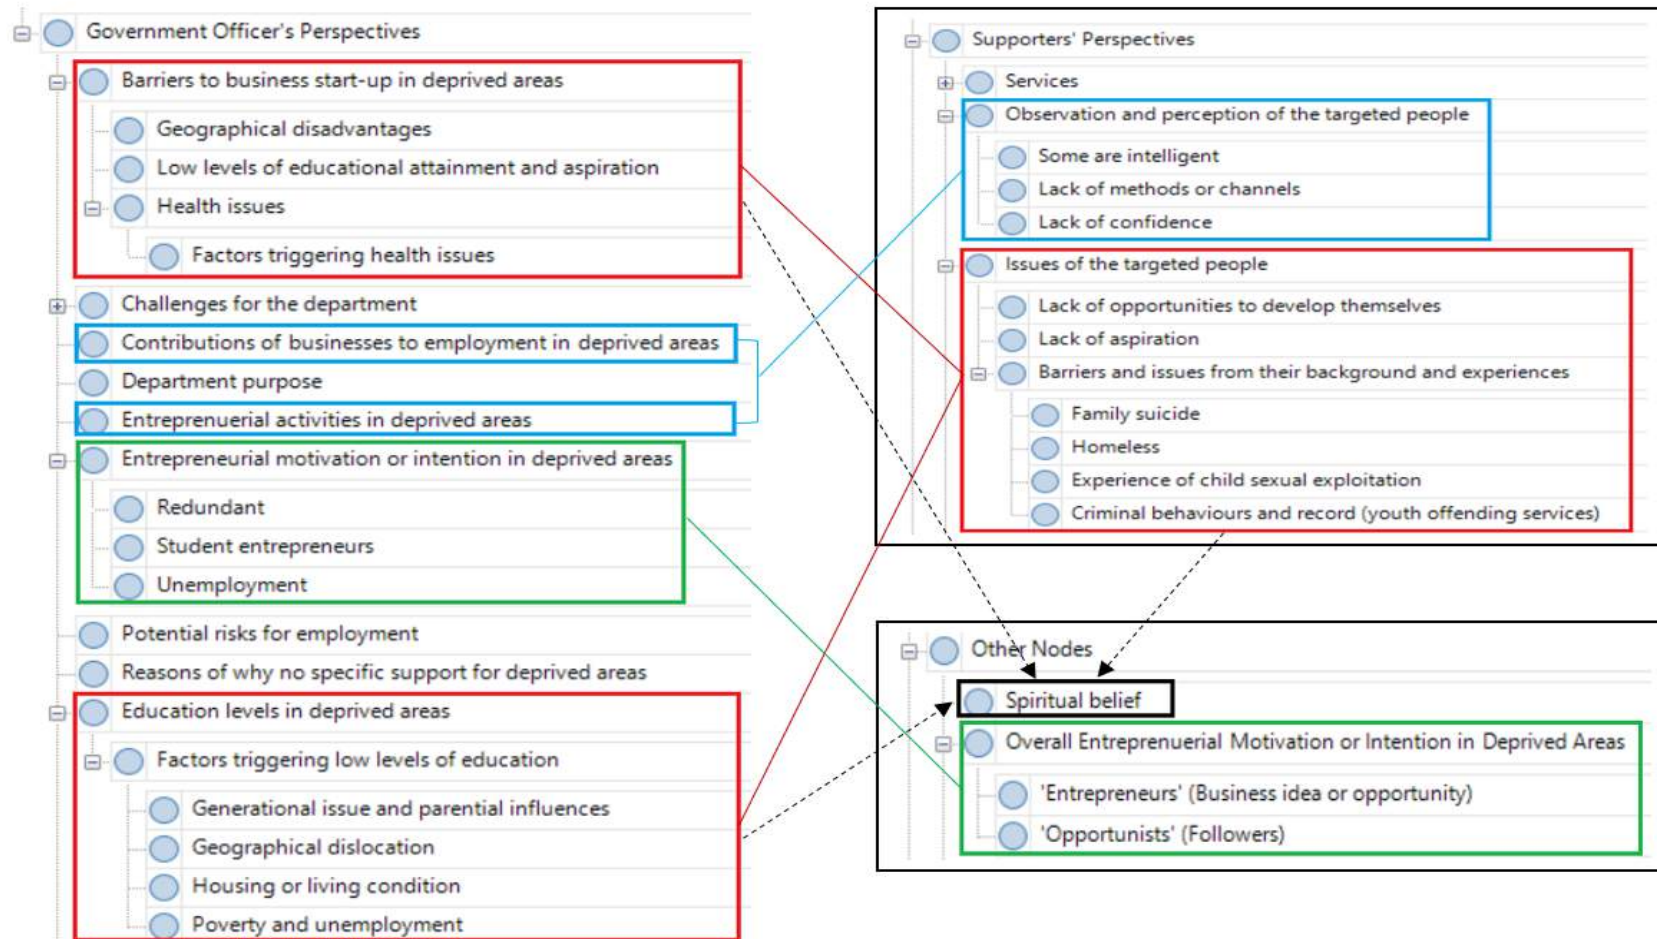 Government Officer's Perspectives
Barriers to business start-up in deprived areas
Geographical disadvantages
Low levels of educational attainment and aspiration
Health issues
Factors triggering health issues
Challenges for the department
Contributions of businesses to employment in deprived areas
Department purpose
Entreprenuerial activities in deprived areas
Entrepreneurial motivation or intention in deprived areas
Redundant
Student entrepreneurs
Unemployment
Potential risks for employment
Reasons of why no specific support for deprived areas
Education levels in deprived areas
Factors triggering low levels of education
Generational issue and parental influences
Geographical dislocation
Housing or living condition
Poverty and unemployment
Supporters' Perspectives
Services
Observation and perception of the targeted people
Some are intelligent
Lack of methods or channels
Lack of confidence
Issues of the targeted people
Lack of opportunities to develop themselves
Lack of aspiration
Barriers and issues from their background and experiences
Family suicide
Homeless
Experience of child sexual exploitation
Criminal behaviours and record (youth offending services)
Other Nodes
Spiritual belief
Overall Entreprenuerial Motivation or Intention in Deprived Areas
'Entrepreneurs' (Business idea or opportunity)
'Opportunists' (Followers)